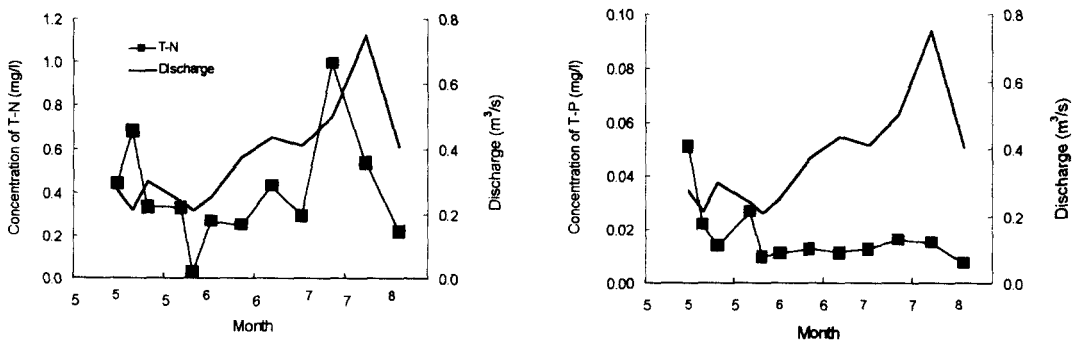 Concentration of T-N (mg/l)
1.2
1.0
0.8
0.6
0.4
0.2
0.0
T-N
Discharge
0.8
0.6
0.4
0.2
0.0
Discharge (m³/s)
5 5 5 6 6 7 7 8
Month
Concentration of T-P (mg/l)
0.10
0.08
0.06
0.04
0.02
0.00
0.8
0.6
0.4
0.2
0.0
Discharge (m³/s)
5 5 5 6 6 7 7 8
Month